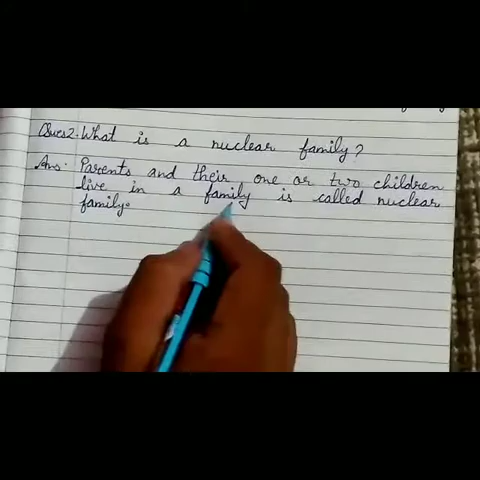 Ques2. What is a nuclear family?
Ans. Parents and their one or two children
live in a family is called nuclear
family.